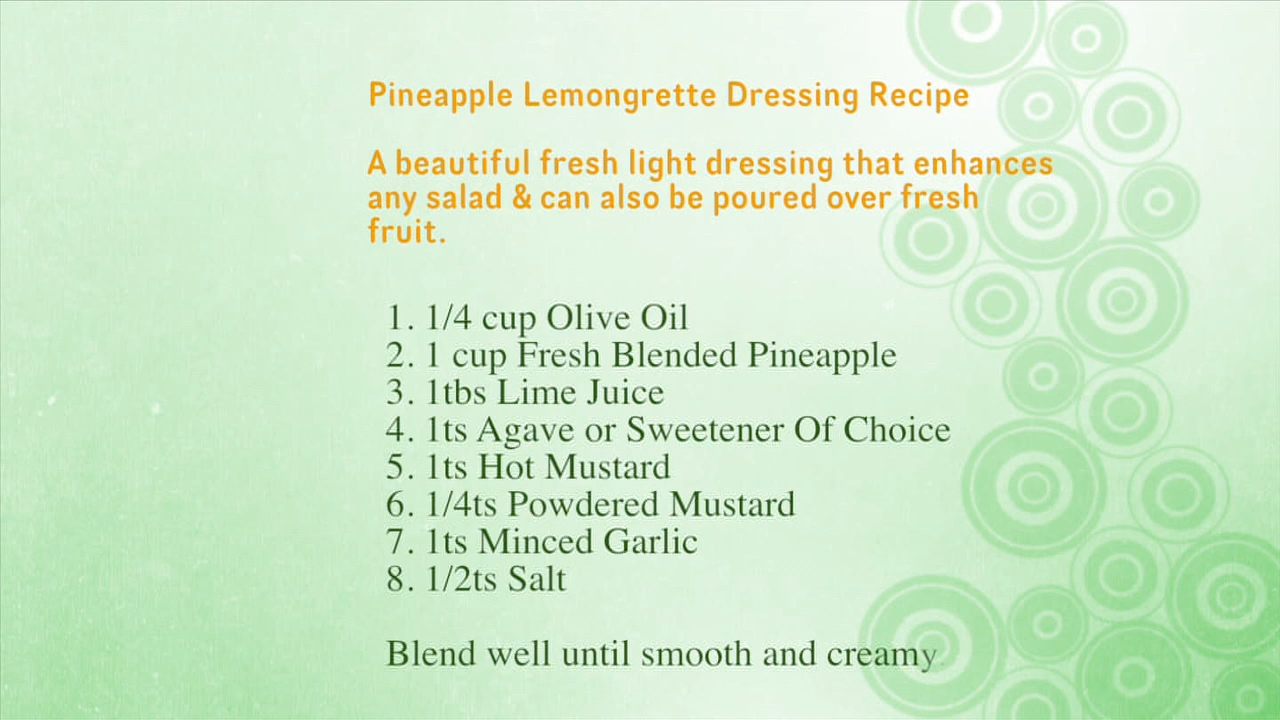 Pineapple Lemongrette Dressing Recipe
A beautiful fresh light dressing that enhances
any salad & can also be poured over fresh
fruit.
1. 1/4 cup Olive Oil
2. 1 cup Fresh Blended Pineapple
3. 1tbs Lime Juice
4. 1ts Agave or Sweetener Of Choice
5. 1ts Hot Mustard
6. 1/4ts Powdered Mustard
7. 1ts Minced Garlic
8. 1/2ts Salt
Blend well until smooth and creamy.